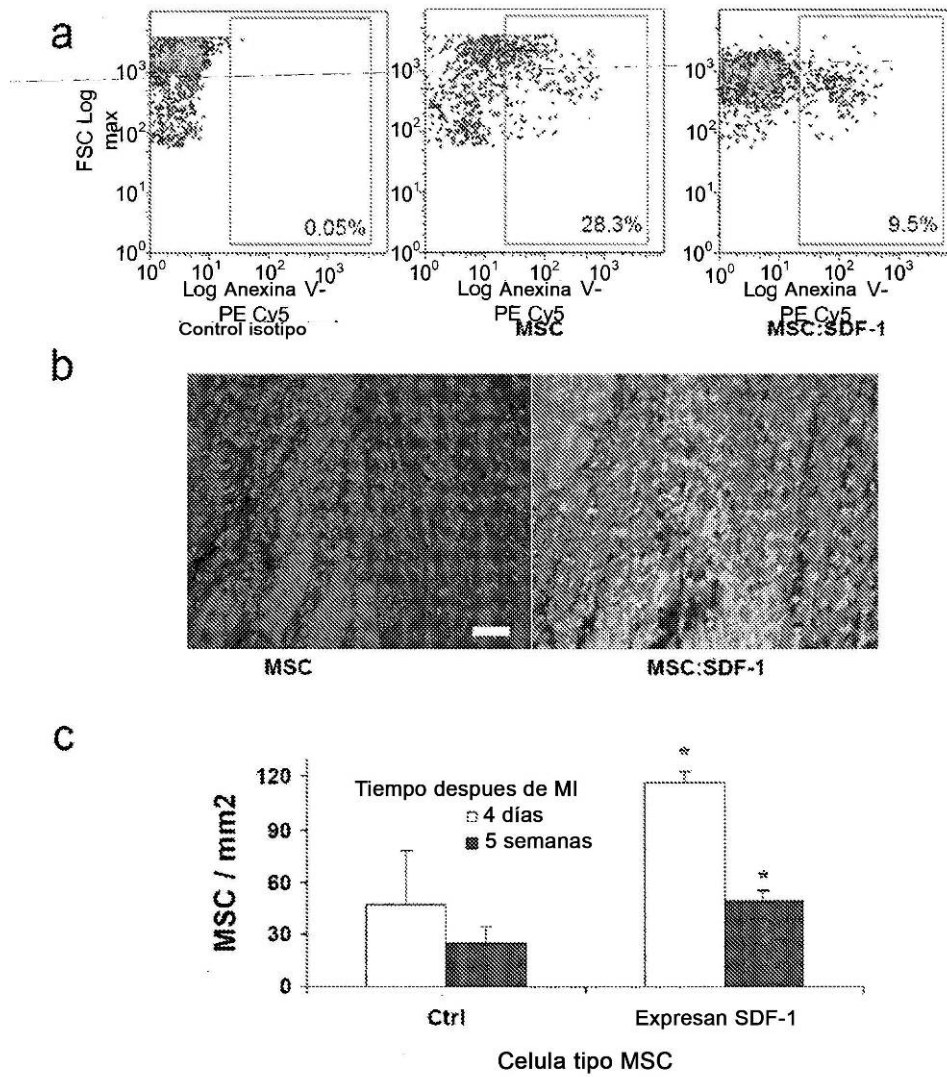 a
FSC Log
max
10³
10²
10¹
10⁰
0.05%
10⁰ 10¹ 10² 10³
Log Anexina V-
PE Cy5
Control isotipo
10³
10²
10¹
10⁰
28.3%
10⁰ 10¹ 10² 10³
Log Anexina V-
PE Cy5
MSC
10³
10²
10¹
10⁰
9.5%
10⁰ 10¹ 10² 10³
Log Anexina V-
PE Cy5
MSC:SDF-1
b
MSC
MSC:SDF-1
c
MSC / mm2
120
90
60
30
0
Tiempo despues de MI
4 días
5 semanas
*
*
Ctrl
Expresan SDF-1
Celula tipo MSC